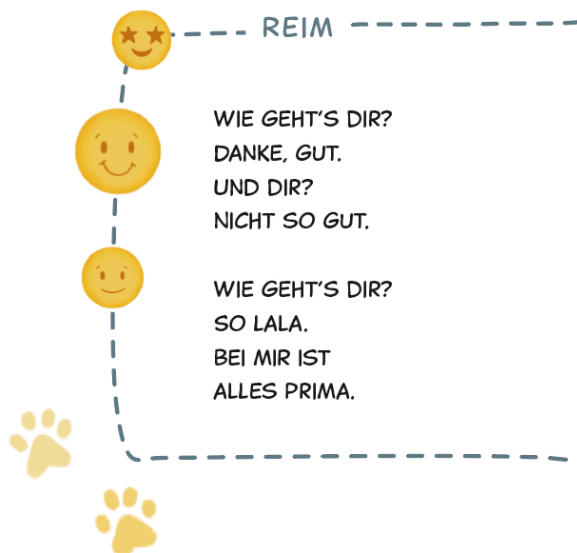 REIM
WIE GEHT'S DIR?
DANKE, GUT.
UND DIR?
NICHT SO GUT.
WIE GEHT'S DIR?
SO LALA.
BEI MIR IST
ALLES PRIMA.